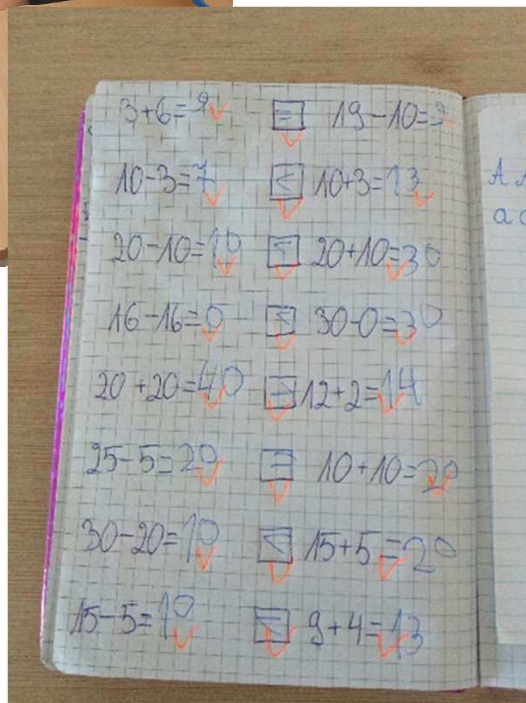 3+6=9 = 19-10=9
10-3=7 < 10+3=13
20-10=10 < 20+10=30
16-16=0 < 30-0=30
20+20=40 > 12+2=14
25-5=20 = 10+10=20
30-20=10 < 15+5=20
15-5=10 < 9+4=13